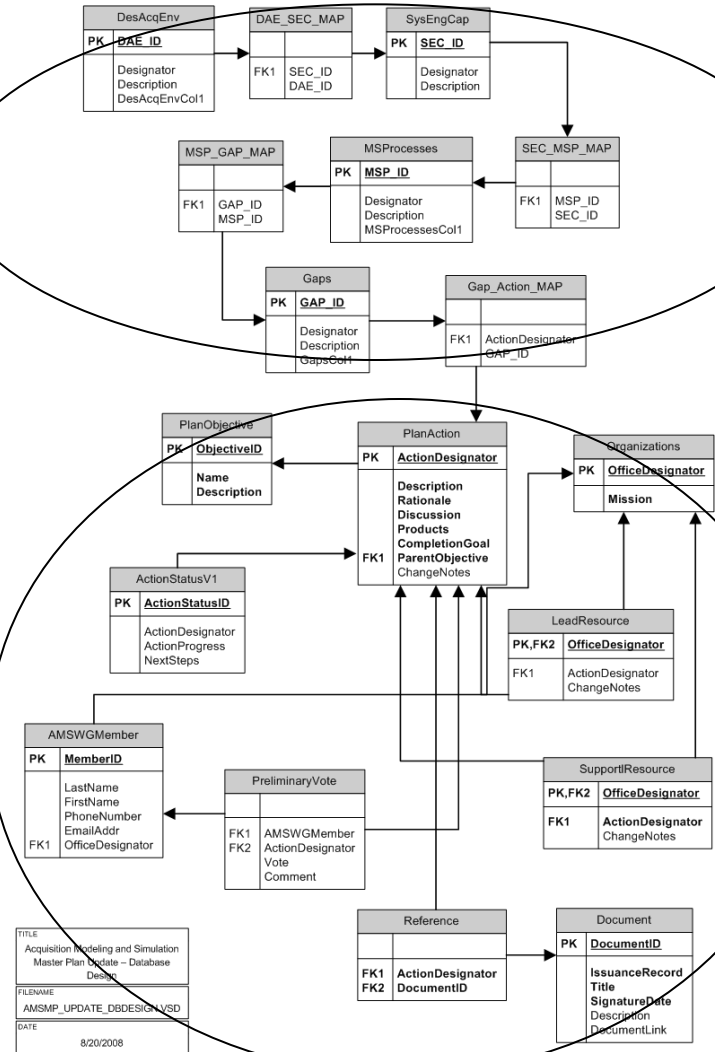 DesAcqEnv
PK DAE_ID
Designator
Description
DesAcqEnvCol1
DAE_SEC_MAP
FK1 SEC_ID
DAE_ID
SysEngCap
PK SEC_ID
Designator
Description
MSP_GAP_MAP
FK1 GAP_ID
MSP_ID
MSProcesses
PK MSP_ID
Designator
Description
MSProcessesCol1
SEC_MSP_MAP
FK1 MSP_ID
SEC_ID
Gaps
PK GAP_ID
Designator
Description
GapsCol1
Gap_Action_MAP
FK1 ActionDesignator
GAP_ID
PlanObjective
PK ObjectiveID
Name
Description
PlanAction
PK ActionDesignator
Description
Rationale
Discussion
Products
CompletionGoal
FK1 ParentObjective
ChangeNotes
Organizations
PK OfficeDesignator
Mission
ActionStatusV1
PK ActionStatusID
ActionDesignator
ActionProgress
NextSteps
LeadResource
PK,FK2 OfficeDesignator
FK1 ActionDesignator
ChangeNotes
AMSWGMember
PK MemberID
LastName
FirstName
PhoneNumber
EmailAddr
FK1 OfficeDesignator
PreliminaryVote
FK1 AMSWGMember
FK2 ActionDesignator
Vote
Comment
SupportlResource
PK,FK2 OfficeDesignator
FK1 ActionDesignator
ChangeNotes
Reference
FK1 ActionDesignator
FK2 DocumentID
Document
PK DocumentID
IssuanceRecord
Title
SignatureDate
Description
DocumentLink
TITLE
Acquisition Modeling and Simulation
Master Plan Update – Database
Design
FILENAME
AMSMP_UPDATE_DBDESIGN.VSD
DATE
8/20/2008